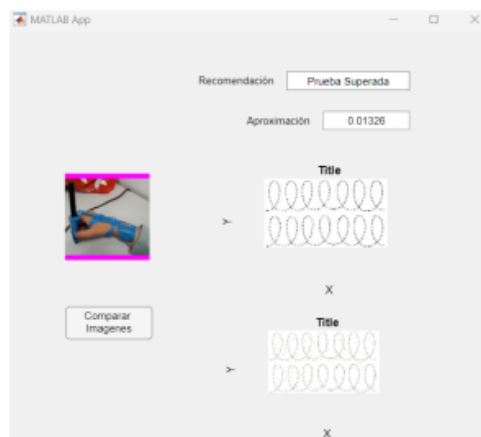 MATLAB App
Recomendación Prueba Superada
Aproximación 0.01326
Title
Y
X
Comparar
Imagenes
Title
Y
X